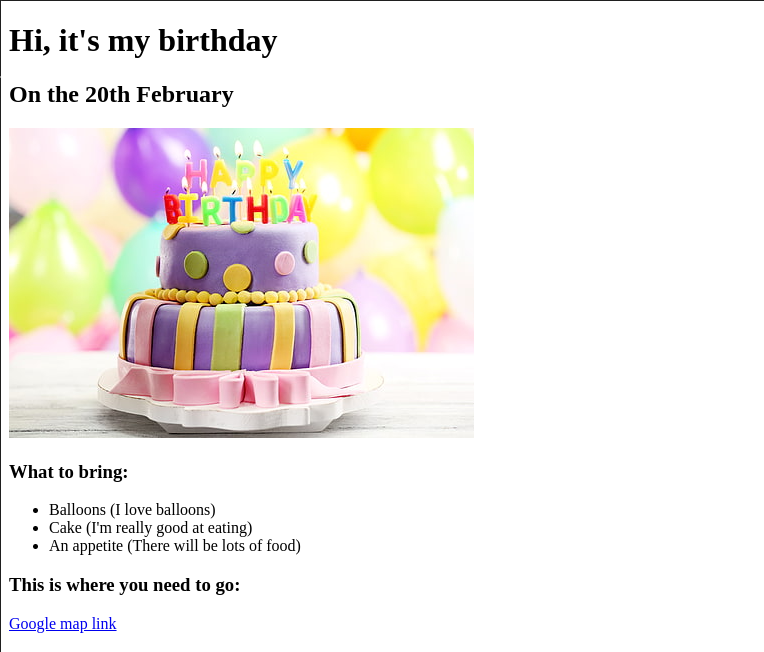 Hi, it's my birthday
On the 20th February
HAPPY
BIRTHDAY
What to bring:
Balloons (I love balloons)
Cake (I'm really good at eating)
An appetite (There will be lots of food)
This is where you need to go:
Google map link